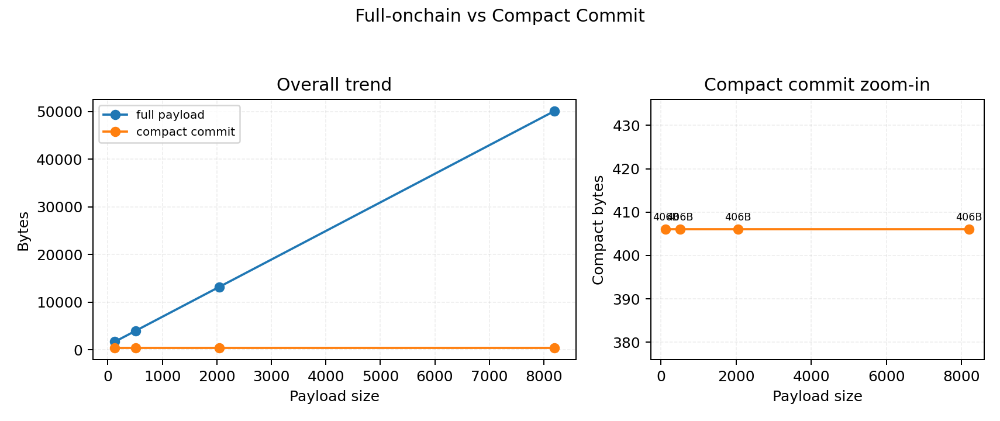 Full-onchain vs Compact Commit
Overall trend
full payload
compact commit
50000
40000
30000
20000
10000
0
Bytes
0 1000 2000 3000 4000 5000 6000 7000 8000
Payload size
Compact commit zoom-in
430
420
410
400
390
380
Compact bytes
406B 406B 406B 406B
0 2000 4000 6000 8000
Payload size